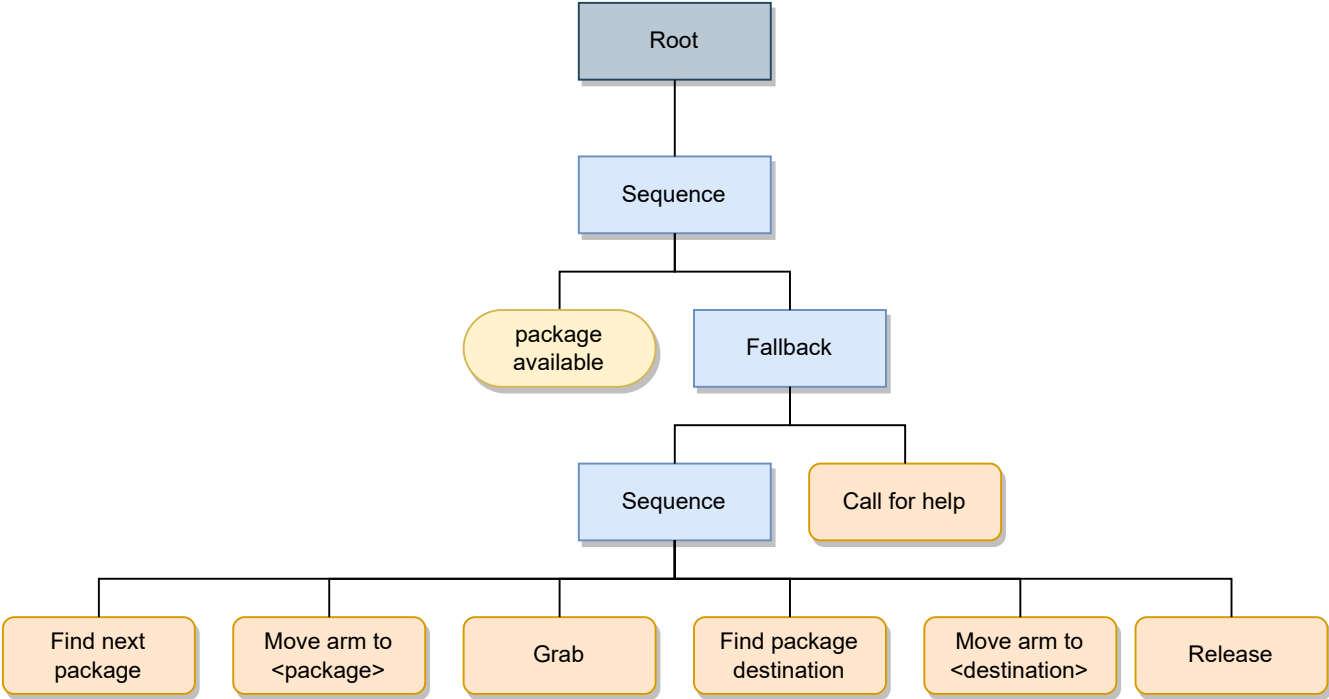 Root
Sequence
package
available
Fallback
Sequence
Call for help
Find next
package
Move arm to
<package>
Grab
Find package
destination
Move arm to
<destination>
Release